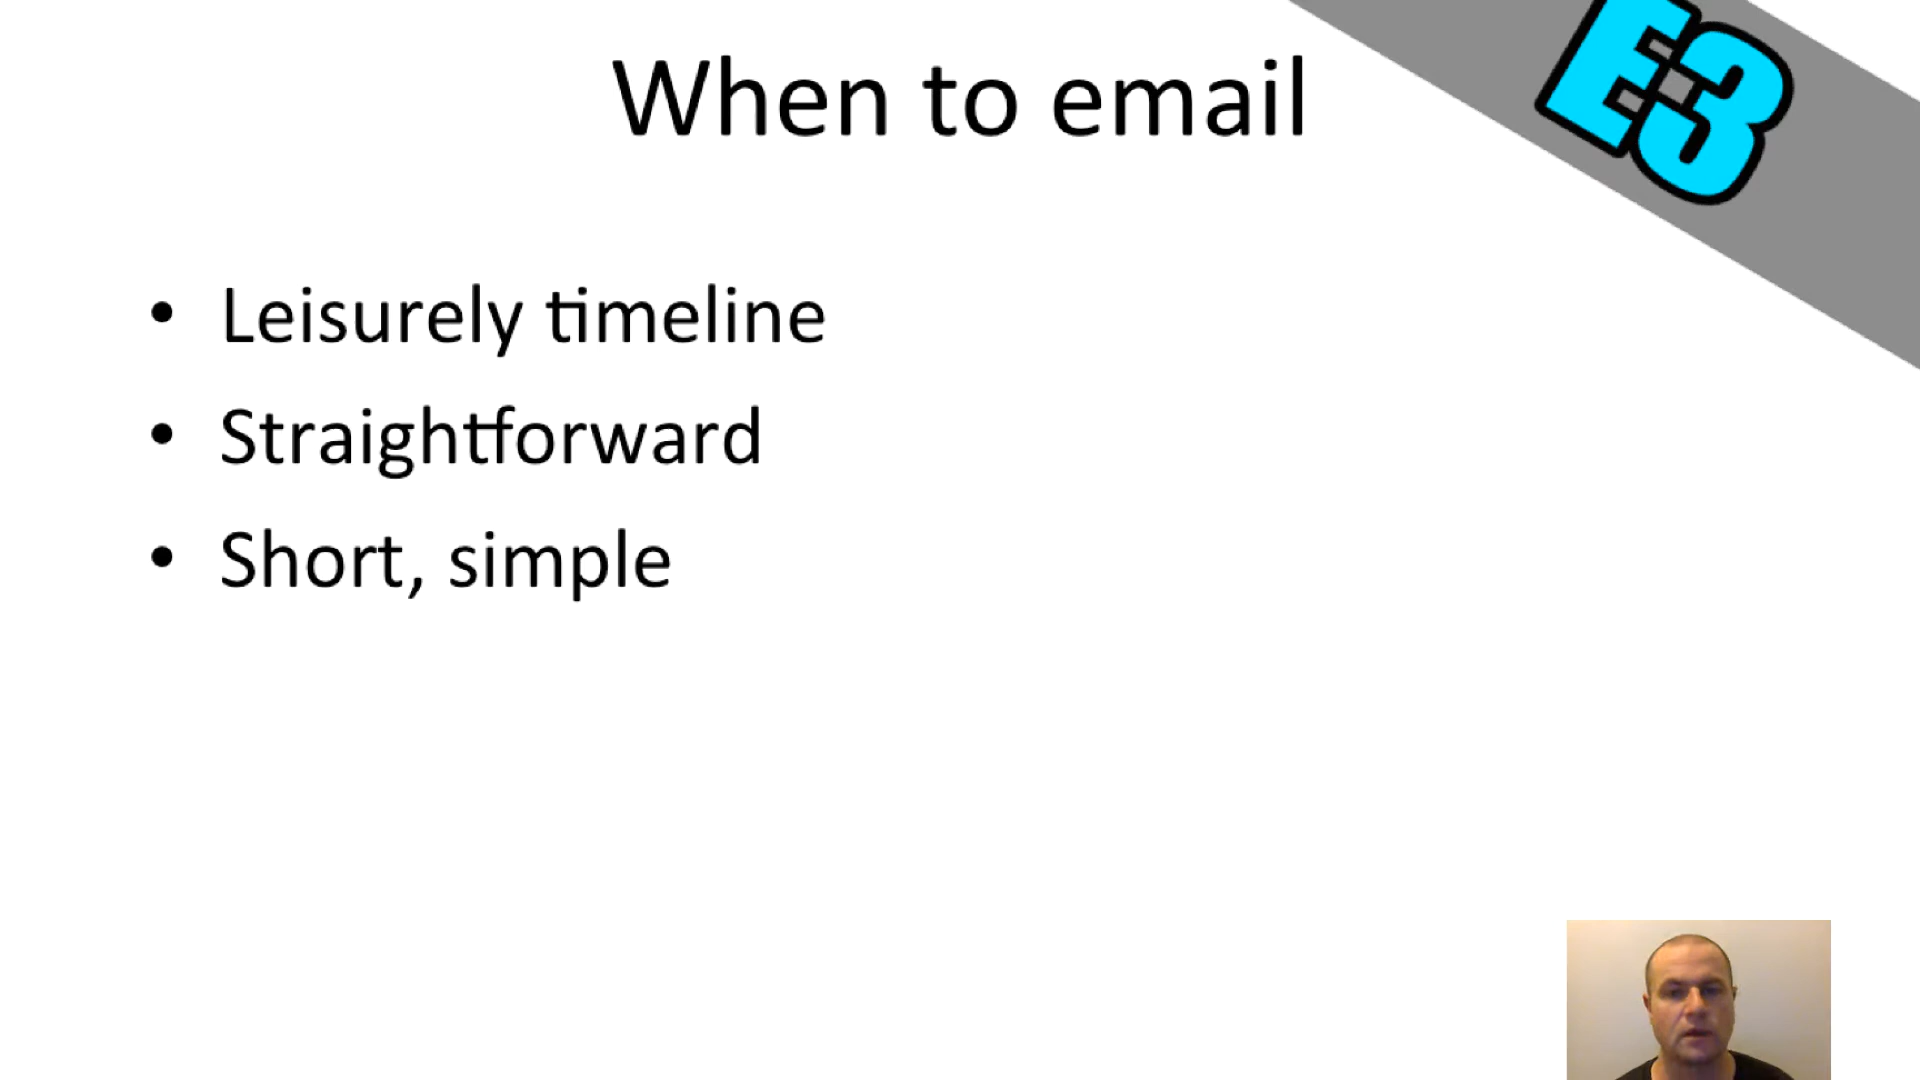 When to email
E3
• Leisurely timeline
• Straightforward
• Short, simple